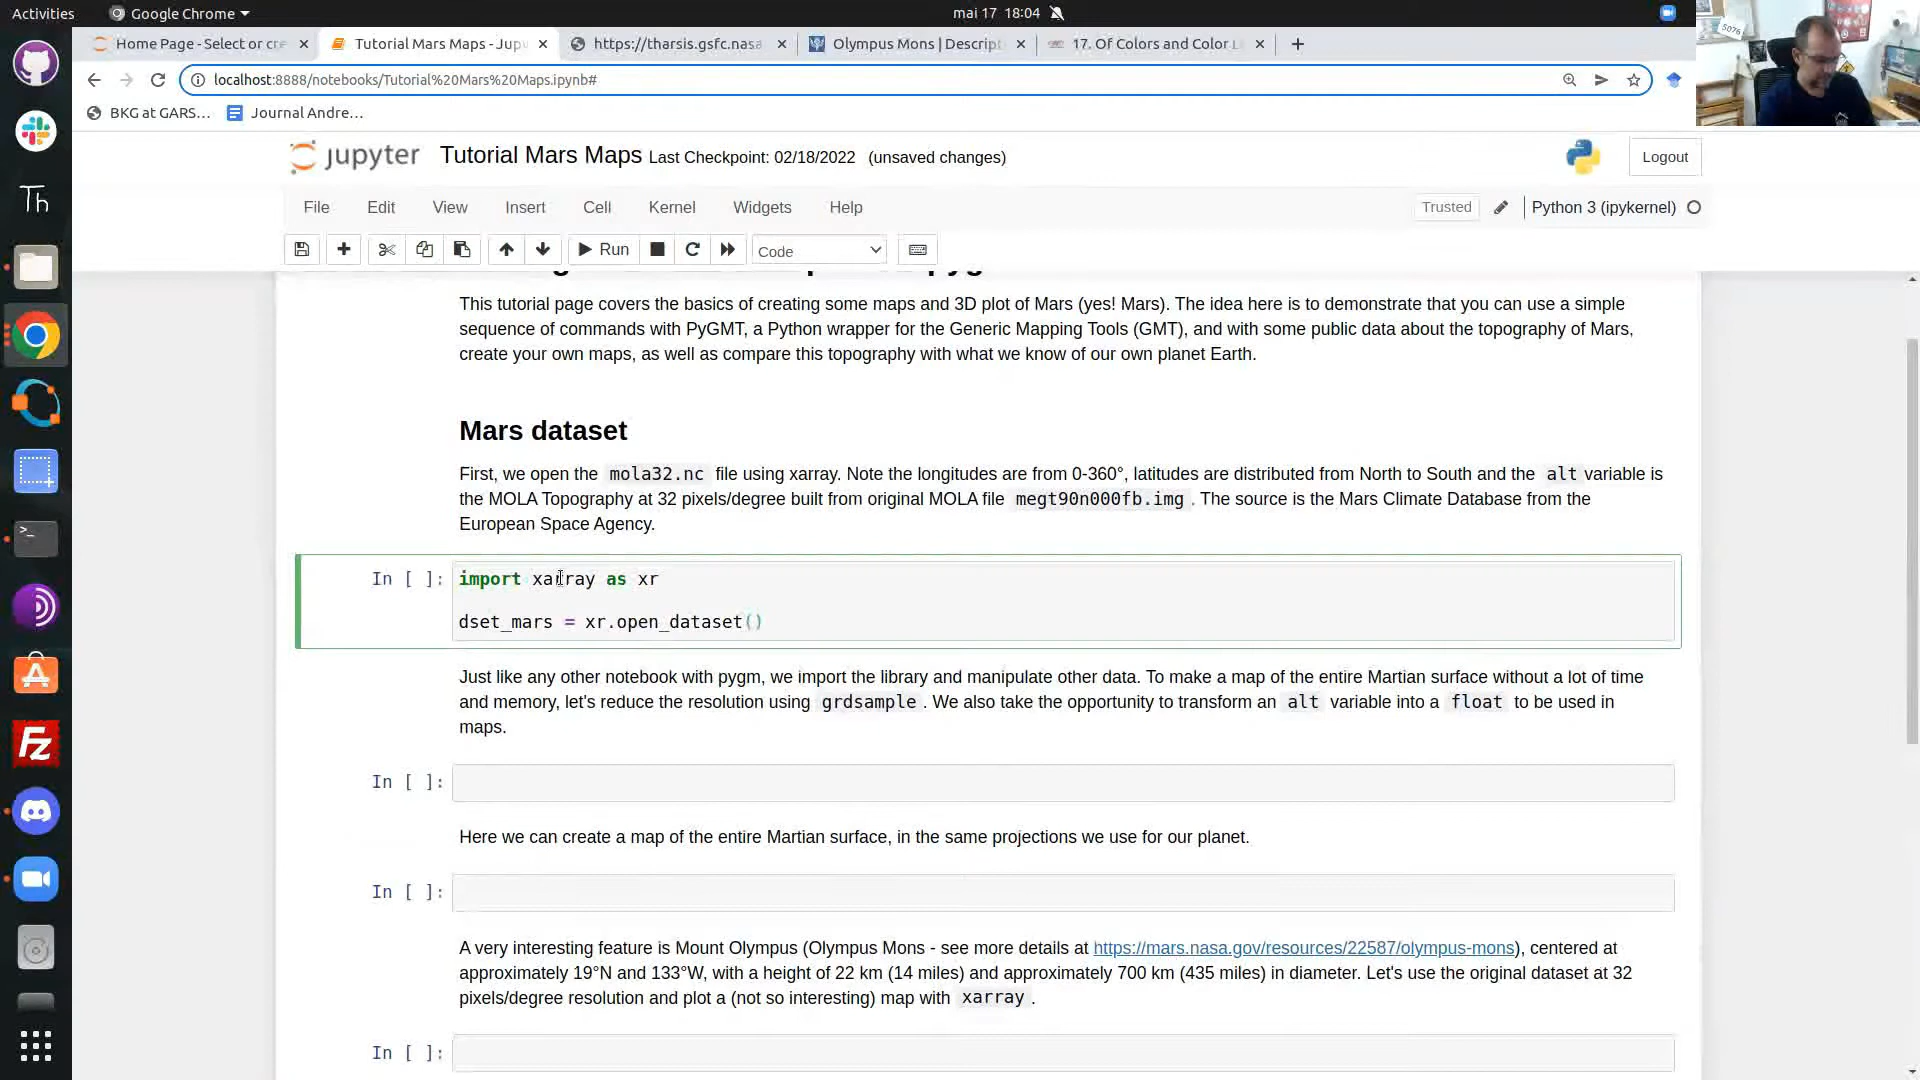 Activities
Google Chrome
mai 17 18:04
Home Page - Select or cre
Tutorial Mars Maps - Jupy
https://tharsis.gsfc.nasa
Olympus Mons | Descript
17. Of Colors and Color L
localhost:8888/notebooks/Tutorial%20Mars%20Maps.ipynb#
BKG at GARS...
Journal Andre...
5076
jupyter
Tutorial Mars Maps Last Checkpoint: 02/18/2022 (unsaved changes)
Logout
File Edit View Insert Cell Kernel Widgets Help
Trusted
Python 3 (ipykernel)
Run
Code
This tutorial page covers the basics of creating some maps and 3D plot of Mars (yes! Mars). The idea here is to demonstrate that you can use a simple
sequence of commands with PyGMT, a Python wrapper for the Generic Mapping Tools (GMT), and with some public data about the topography of Mars,
create your own maps, as well as compare this topography with what we know of our own planet Earth.
Mars dataset
First, we open the mola32.nc file using xarray. Note the longitudes are from 0-360°, latitudes are distributed from North to South and the alt variable is
the MOLA Topography at 32 pixels/degree built from original MOLA file megt90n000fb.img . The source is the Mars Climate Database from the
European Space Agency.
In [ ]: import xarray as xr
dset_mars = xr.open_dataset()
Just like any other notebook with pygm, we import the library and manipulate other data. To make a map of the entire Martian surface without a lot of time
and memory, let's reduce the resolution using grdsample . We also take the opportunity to transform an alt variable into a float to be used in
maps.
In [ ]:
Here we can create a map of the entire Martian surface, in the same projections we use for our planet.
In [ ]:
A very interesting feature is Mount Olympus (Olympus Mons - see more details at https://mars.nasa.gov/resources/22587/olympus-mons), centered at
approximately 19°N and 133°W, with a height of 22 km (14 miles) and approximately 700 km (435 miles) in diameter. Let's use the original dataset at 32
pixels/degree resolution and plot a (not so interesting) map with xarray .
In [ ]:
Th
Fz